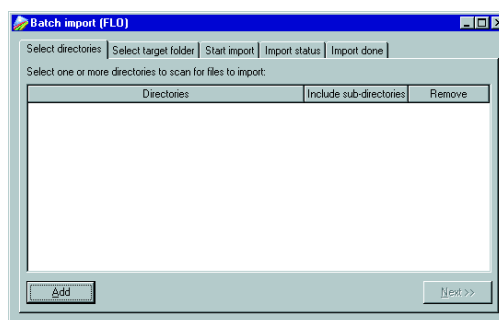 Batch import (FLO)
Select directories Select target folder Start import Import status Import done
Select one or more directories to scan for files to import:
Directories Include sub-directories Remove
Add Next >>